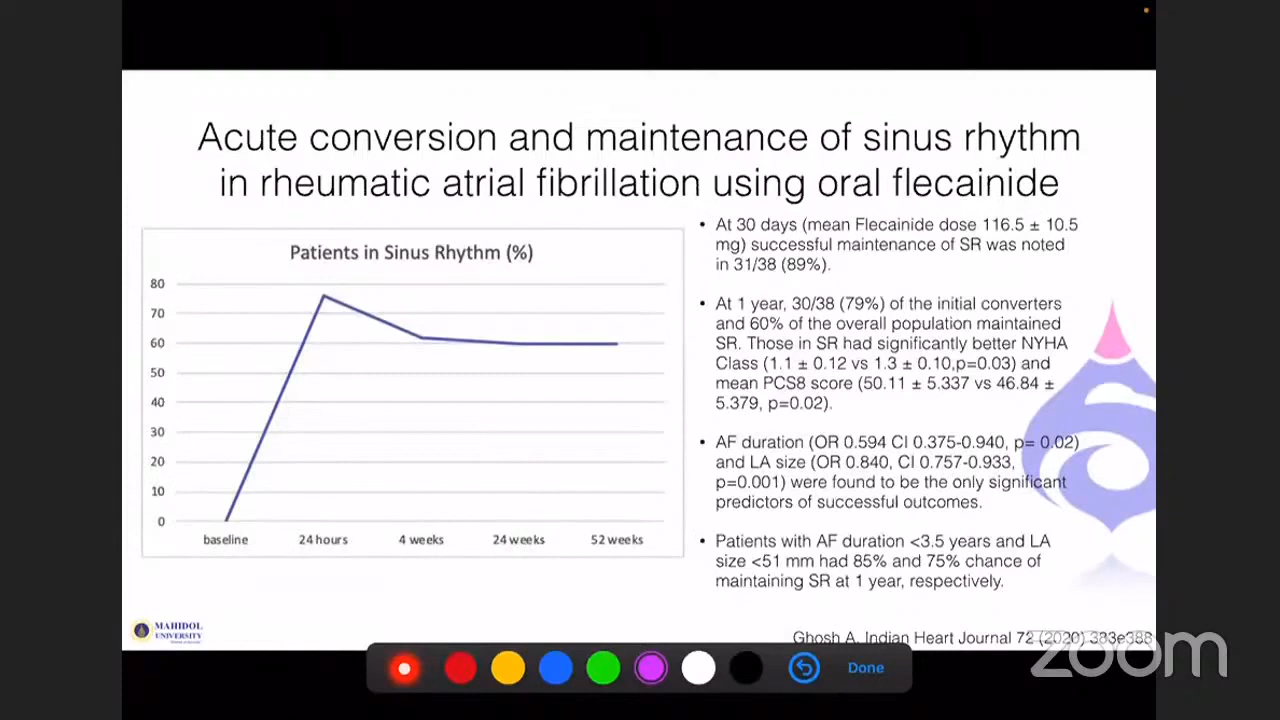 Acute conversion and maintenance of sinus rhythm
in rheumatic atrial fibrillation using oral flecainide
Patients in Sinus Rhythm (%)
80
70
60
50
40
30
20
10
0
baseline 24 hours 4 weeks 24 weeks 52 weeks
• At 30 days (mean Flecainide dose 116.5 ± 10.5
mg) successful maintenance of SR was noted
in 31/38 (89%).
• At 1 year, 30/38 (79%) of the initial converters
and 60% of the overall population maintained
SR. Those in SR had significantly better NYHA
Class (1.1 ± 0.12 vs 1.3 ± 0.10,p=0.03) and
mean PCS8 score (50.11 ± 5.337 vs 46.84 ±
5.379, p=0.02).
• AF duration (OR 0.594 CI 0.375-0.940, p= 0.02)
and LA size (OR 0.840, CI 0.757-0.933,
p=0.001) were found to be the only significant
predictors of successful outcomes.
• Patients with AF duration <3.5 years and LA
size <51 mm had 85% and 75% chance of
maintaining SR at 1 year, respectively.
MAHIDOL
UNIVERSITY
Ghosh A. Indian Heart Journal 72 (2020) 383e388
zoom
Done